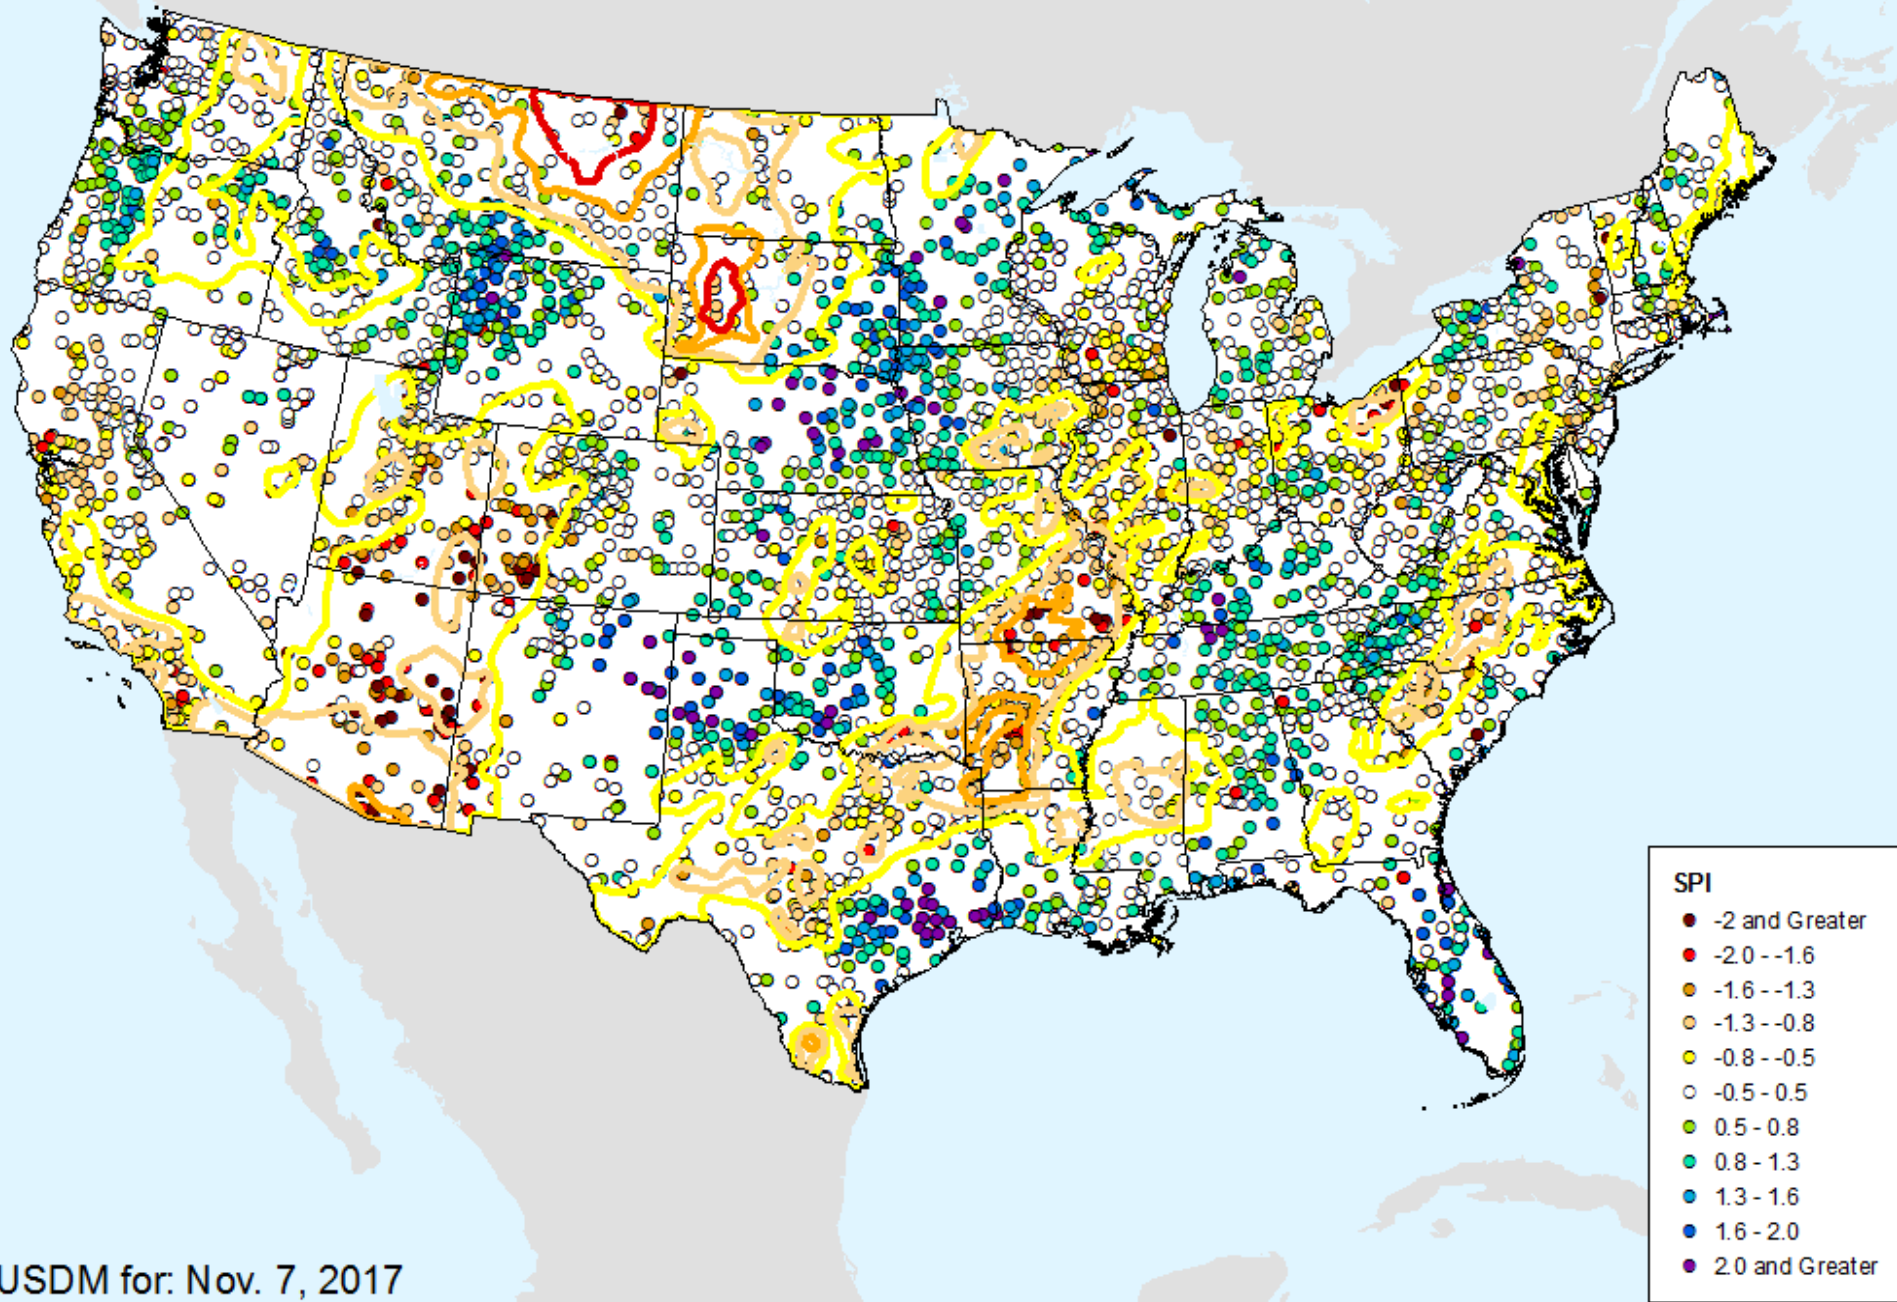 SPI
-2 and Greater
-2.0 - -1.6
-1.6 - -1.3
-1.3 - -0.8
-0.8 - -0.5
-0.5 - 0.5
0.5 - 0.8
0.8 - 1.3
1.3 - 1.6
1.6 - 2.0
2.0 and Greater
USDM for: Nov. 7, 2017